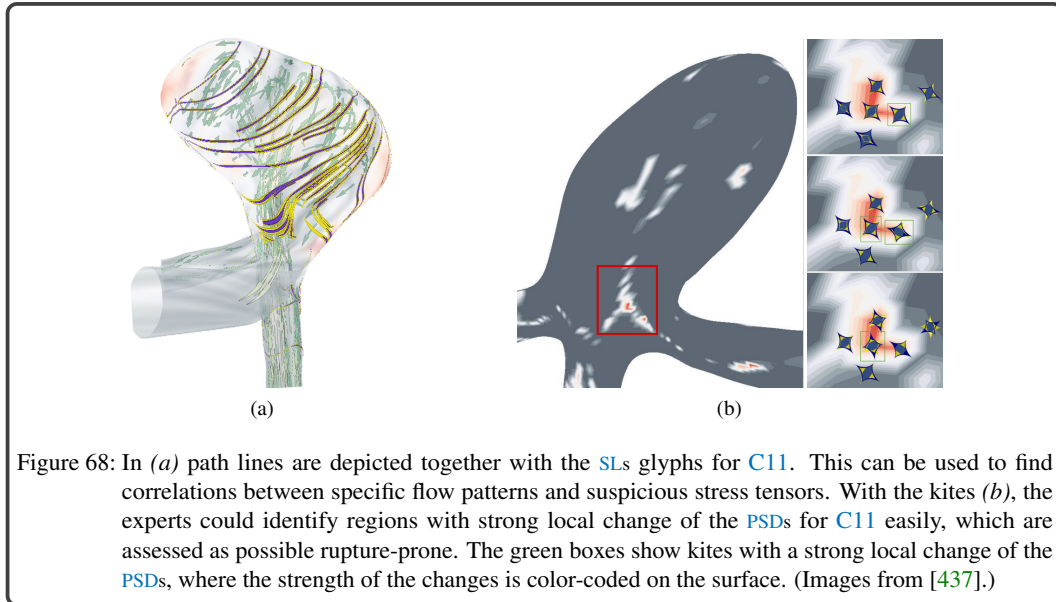 (a)
(b)
Figure 68: In (a) path lines are depicted together with the SLs glyphs for C11. This can be used to find
correlations between specific flow patterns and suspicious stress tensors. With the kites (b), the
experts could identify regions with strong local change of the PSDs for C11 easily, which are
assessed as possible rupture-prone. The green boxes show kites with a strong local change of the
PSDs, where the strength of the changes is color-coded on the surface. (Images from [437].)